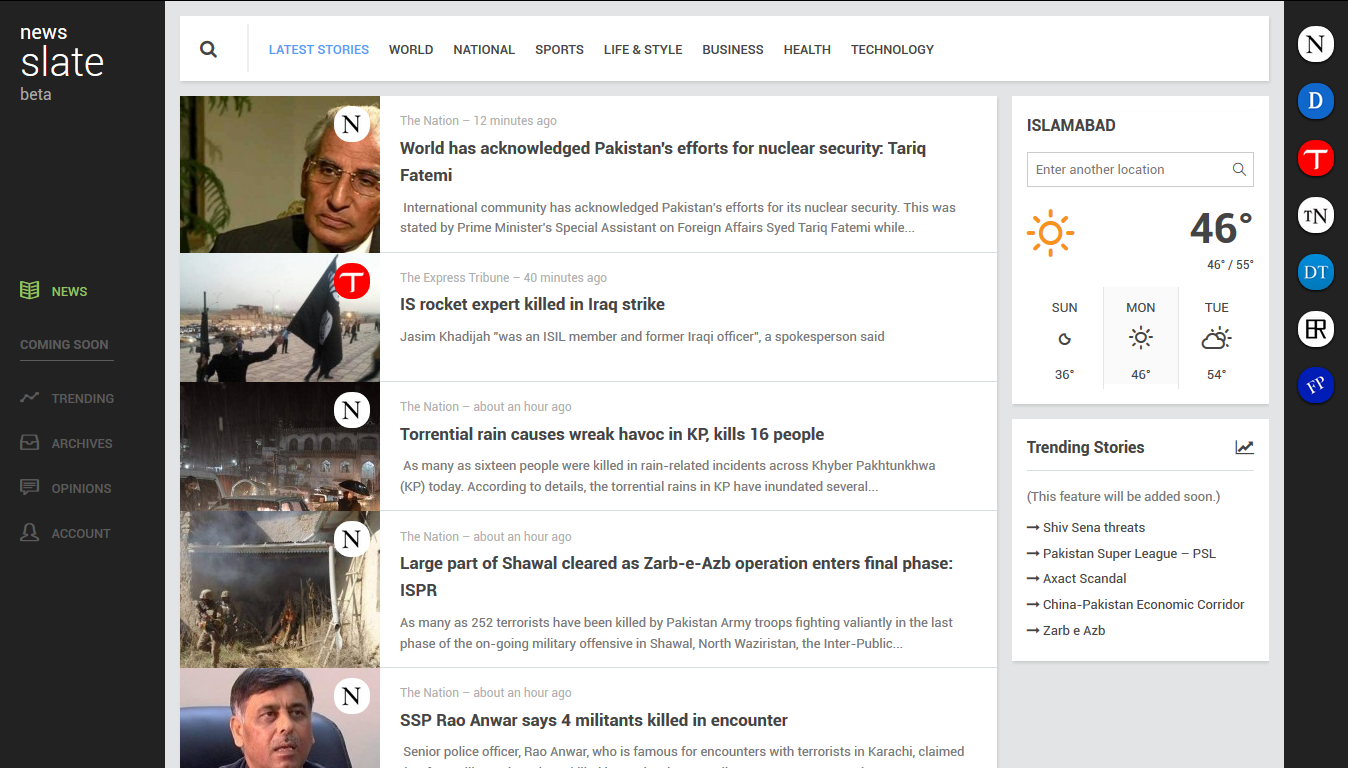 news
slate
beta
NEWS
COMING SOON
TRENDING
ARCHIVES
OPINIONS
ACCOUNT
LATEST STORIES WORLD NATIONAL SPORTS LIFE & STYLE BUSINESS HEALTH TECHNOLOGY
N
The Nation – 12 minutes ago
World has acknowledged Pakistan's efforts for nuclear security: Tariq
Fatemi
International community has acknowledged Pakistan's efforts for its nuclear security. This was
stated by Prime Minister's Special Assistant on Foreign Affairs Syed Tariq Fatemi while...
T
The Express Tribune – 40 minutes ago
IS rocket expert killed in Iraq strike
Jasim Khadijah "was an ISIL member and former Iraqi officer", a spokesperson said
N
The Nation – about an hour ago
Torrential rain causes wreak havoc in KP, kills 16 people
As many as sixteen people were killed in rain-related incidents across Khyber Pakhtunkhwa
(KP) today. According to details, the torrential rains in KP have inundated several...
N
The Nation – about an hour ago
Large part of Shawal cleared as Zarb-e-Azb operation enters final phase:
ISPR
As many as 252 terrorists have been killed by Pakistan Army troops fighting valiantly in the last
phase of the on-going military offensive in Shawal, North Waziristan, the Inter-Public...
N
The Nation – about an hour ago
SSP Rao Anwar says 4 militants killed in encounter
Senior police officer, Rao Anwar, who is famous for encounters with terrorists in Karachi, claimed
ISLAMABAD
Enter another location
46°
46° / 55°
SUN MON TUE
36° 46° 54°
Trending Stories
(This feature will be added soon.)
Shiv Sena threats
Pakistan Super League – PSL
Axact Scandal
China-Pakistan Economic Corridor
Zarb e Azb
N
D
T
TN
DT
ER
FP